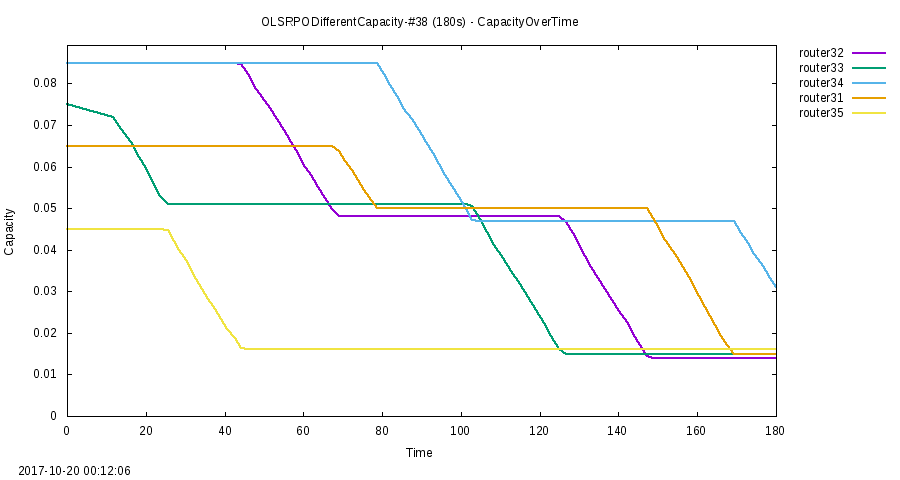 OLSRPODifferentCapacity-#38 (180s) - CapacityOverTime
router32
router33
router34
router31
router35
0.08
0.07
0.06
0.05
0.04
0.03
0.02
0.01
0
Capacity
0 20 40 60 80 100 120 140 160 180
Time
2017-10-20 00:12:06